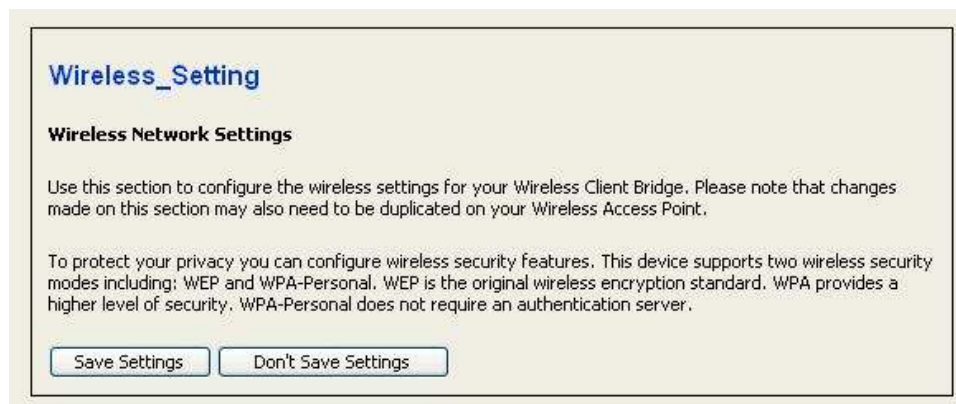 Wireless_Setting
Wireless Network Settings
Use this section to configure the wireless settings for your Wireless Client Bridge. Please note that changes
made on this section may also need to be duplicated on your Wireless Access Point.
To protect your privacy you can configure wireless security features. This device supports two wireless security
modes including: WEP and WPA-Personal. WEP is the original wireless encryption standard. WPA provides a
higher level of security. WPA-Personal does not require an authentication server.
Save Settings Don't Save Settings